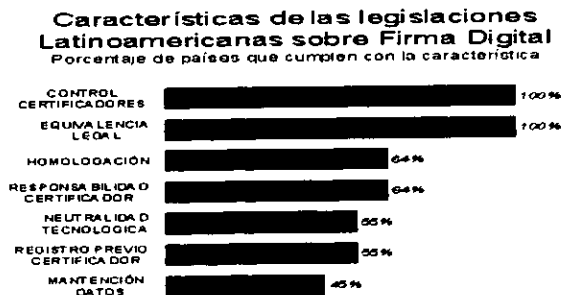 Características de las legislaciones
Latinoamericanas sobre Firma Digital
Porcentaje de países que cumplen con la característica
CONTROL
CERTIFICADORES
100%
EQUIVALENCIA
LEGAL
100%
HOMOLOGACIÓN
64%
RESPONSABILIDAD
CERTIFICADOR
64%
NEUTRALIDAD
TECNOLOGICA
55%
REGISTRO PREVIO
CERTIFICADOR
55%
MANTENCIÓN
DATOS
45%